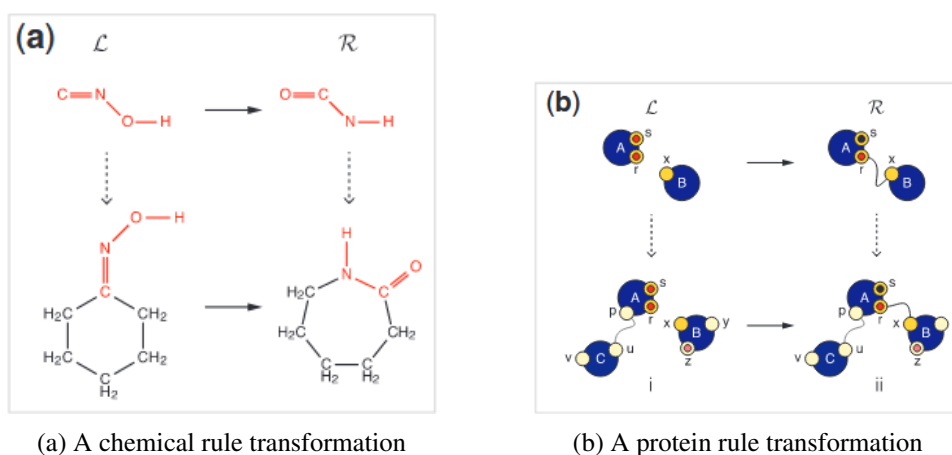 (a)
L R
C N O H
O C N H
H
O
N
C
H₂C CH₂
H₂C CH₂
C
H₂
H
N
O
H₂C C
H₂C CH₂
C C
H₂ H₂
(a) A chemical rule transformation
(b)
L R
A s r x B
A s r x B
A s r p
x B y z
C u v
i
A s r p
x B z
C u v
ii
(b) A protein rule transformation